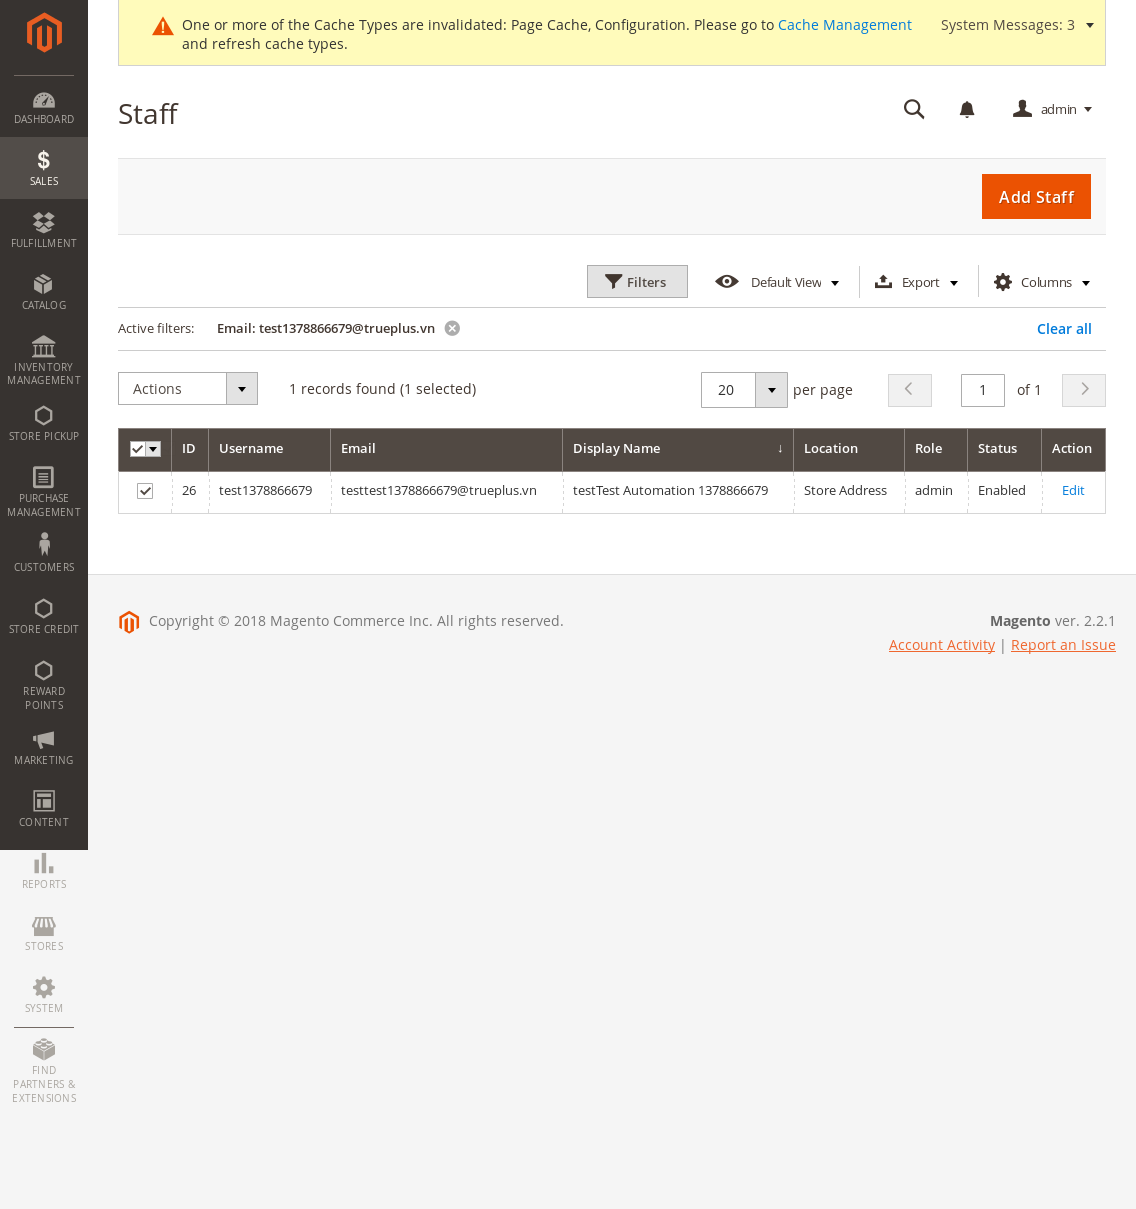 One or more of the Cache Types are invalidated: Page Cache, Configuration. Please go to Cache Management
and refresh cache types.
System Messages: 3
DASHBOARD
SALES
FULFILLMENT
CATALOG
INVENTORY
MANAGEMENT
STORE PICKUP
PURCHASE
MANAGEMENT
CUSTOMERS
STORE CREDIT
REWARD
POINTS
MARKETING
CONTENT
REPORTS
STORES
SYSTEM
FIND
PARTNERS &
EXTENSIONS
Staff
admin
Add Staff
Filters Default View Export Columns
Active filters: Email: test1378866679@trueplus.vn Clear all
Actions 1 records found (1 selected) 20 per page 1 of 1
ID Username Email Display Name ↓ Location Role Status Action
26 test1378866679 testtest1378866679@trueplus.vn testTest Automation 1378866679 Store Address admin Enabled Edit
Copyright © 2018 Magento Commerce Inc. All rights reserved.
Magento ver. 2.2.1
Account Activity | Report an Issue